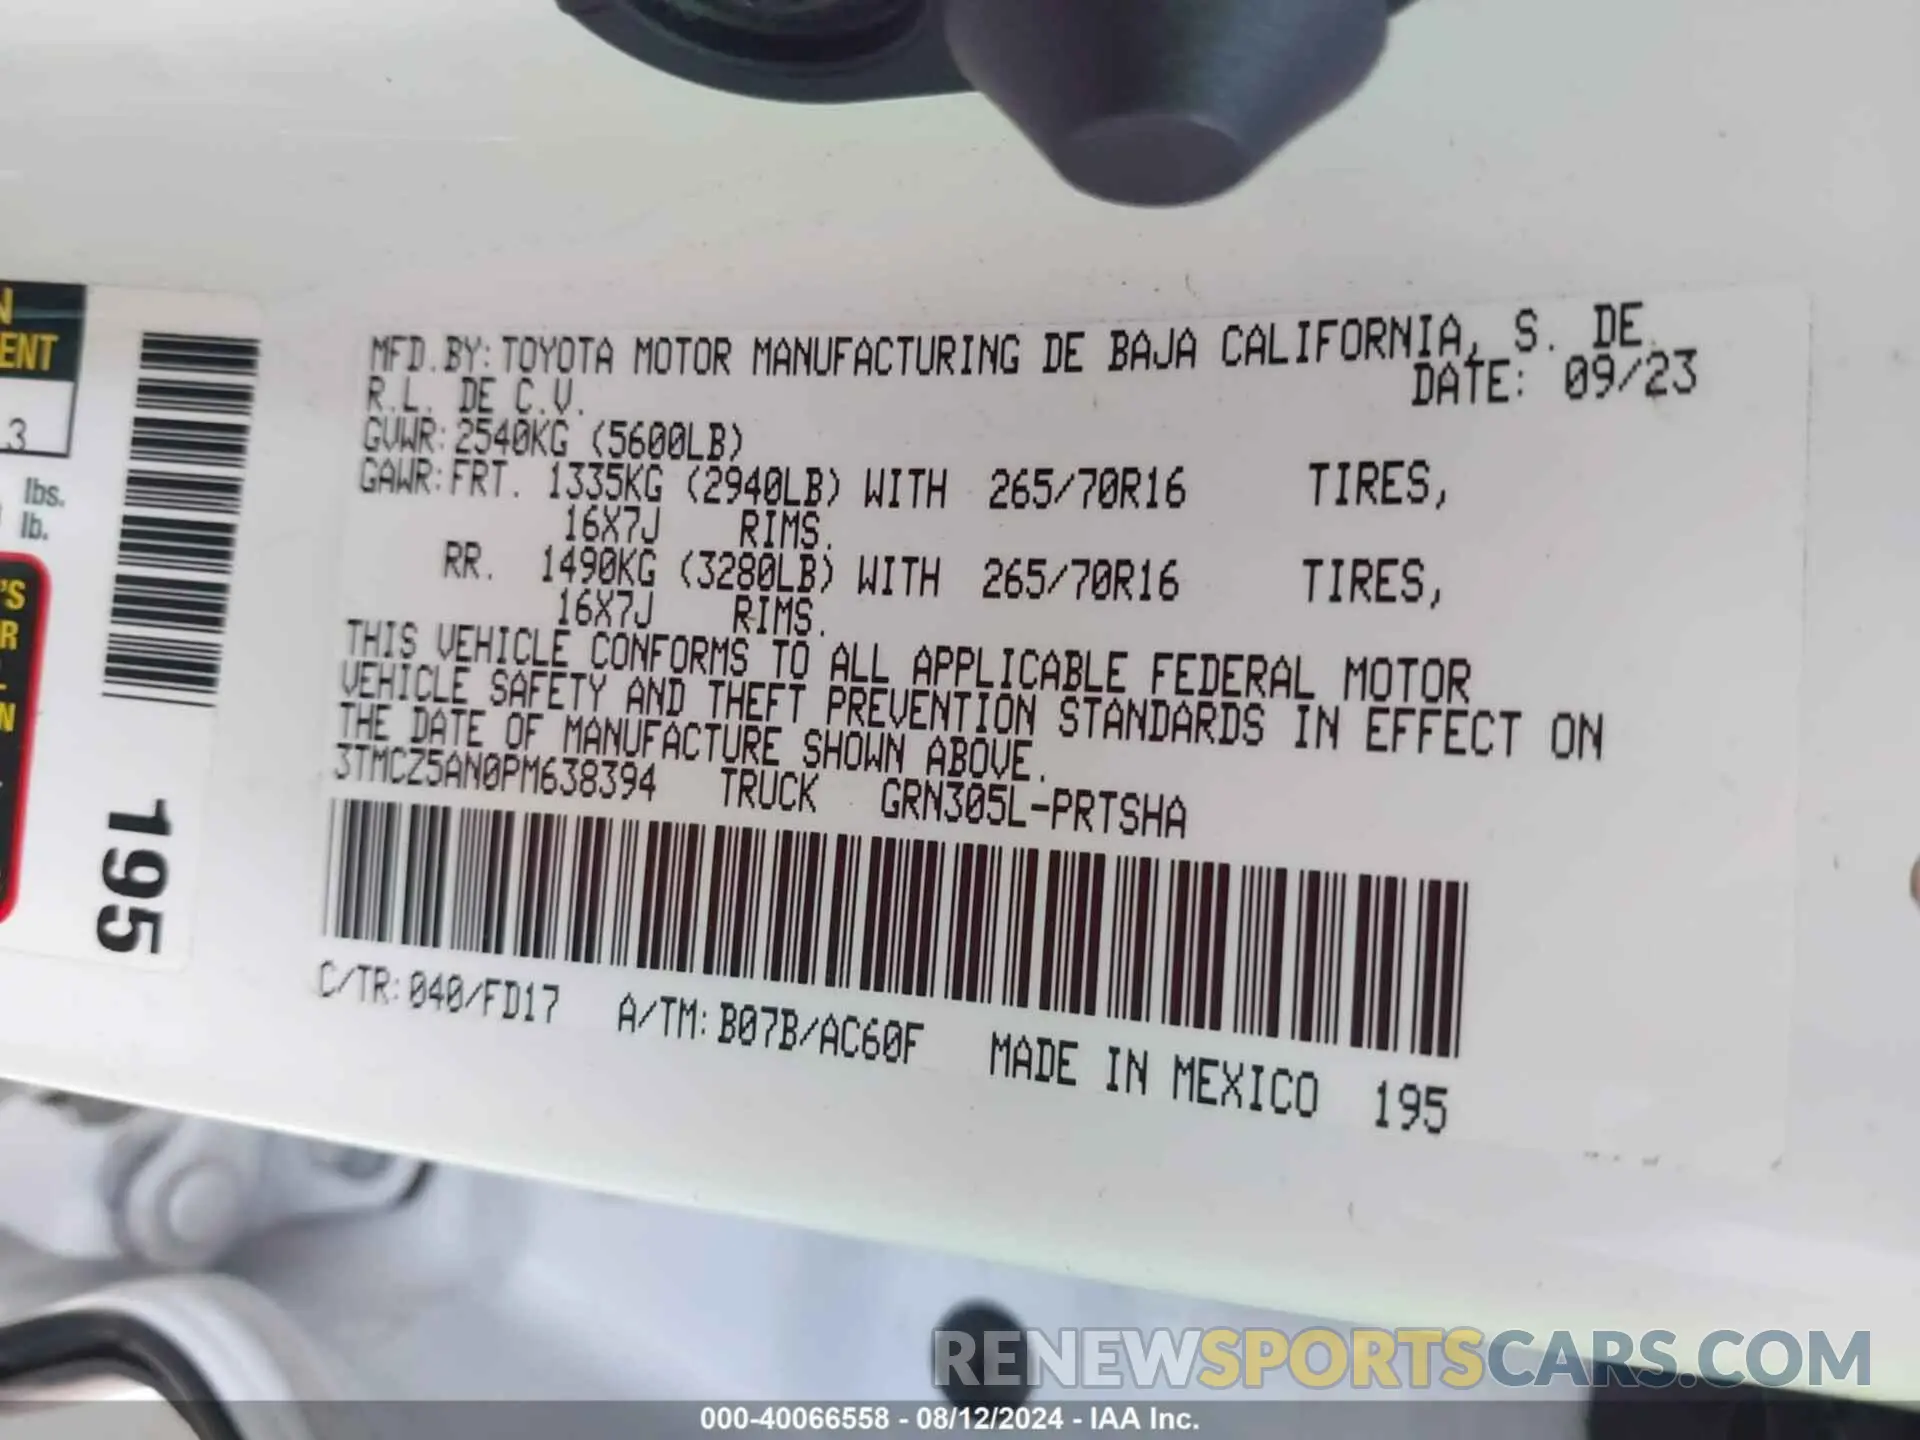 N
ENT
.3
lbs.
lb.
'S
R
N
195
MFD.BY:TOYOTA MOTOR MANUFACTURING DE BAJA CALIFORNIA, S. DE
R.L. DE C.V. DATE: 09/23
GVWR:2540KG (5600LB)
GAWR:FRT. 1335KG (2940LB) WITH 265/70R16 TIRES,
16X7J RIMS.
RR. 1490KG (3280LB) WITH 265/70R16 TIRES,
16X7J RIMS.
THIS VEHICLE CONFORMS TO ALL APPLICABLE FEDERAL MOTOR
VEHICLE SAFETY AND THEFT PREVENTION STANDARDS IN EFFECT ON
THE DATE OF MANUFACTURE SHOWN ABOVE.
3TMCZ5AN0PM638394 TRUCK GRN305L-PRTSHA
C/TR:040/FD17 A/TM:B07B/AC60F MADE IN MEXICO 195
RENEWSPORTSCARS.COM
000-40066558 - 08/12/2024 - IAA Inc.